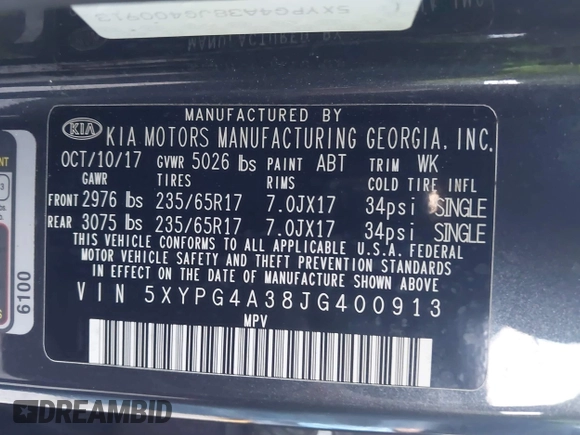 MANUFACTURED BY
KIA KIA MOTORS MANUFACTURING GEORGIA, INC.
OCT/10/17 GVWR 5026 lbs PAINT ABT TRIM WK
GAWR TIRES RIMS COLD TIRE INFL
FRONT 2976 lbs 235/65R17 7.0JX17 34psi SINGLE
REAR 3075 lbs 235/65R17 7.0JX17 34psi SINGLE
THIS VEHICLE CONFORMS TO ALL APPLICABLE U.S.A. FEDERAL
MOTOR VEHICLE SAFETY AND THEFT PREVENTION STANDARDS
IN EFFECT ON THE DATE OF MANUFACTURE SHOWN ABOVE.
VIN 5XYPG4A38JG400913
MPV
6100
DREAMBID